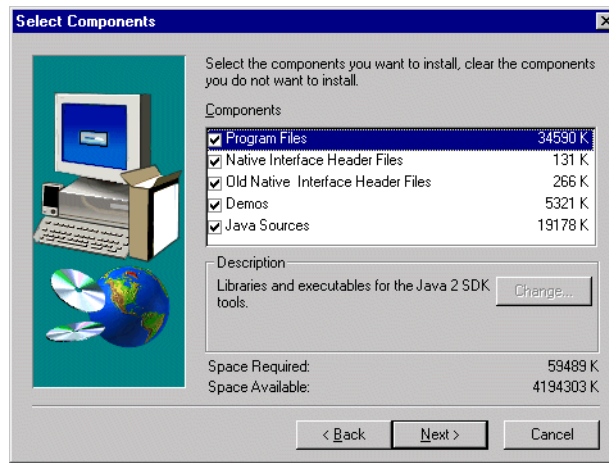 Select Components
Select the components you want to install, clear the components
you do not want to install.
Components
Program Files 34590 K
Native Interface Header Files 131 K
Old Native Interface Header Files 266 K
Demos 5321 K
Java Sources 19178 K
Description
Libraries and executables for the Java 2 SDK
tools.
Change...
Space Required: 59489 K
Space Available: 4194303 K
< Back Next > Cancel